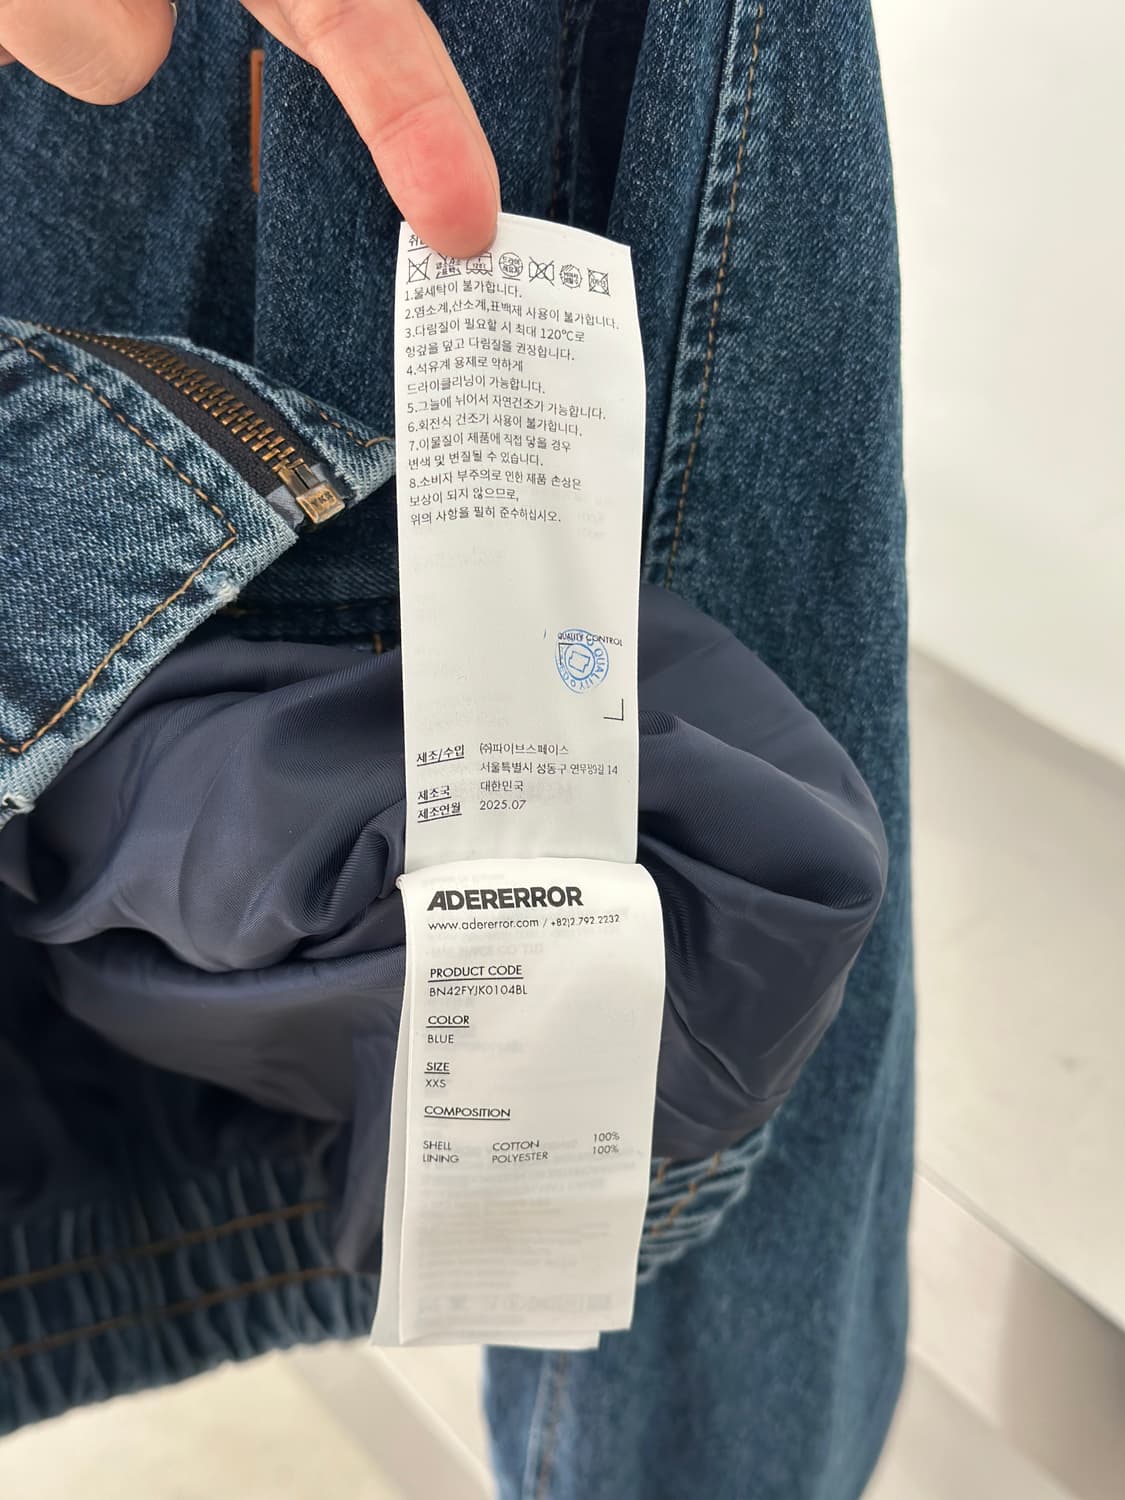 1.물세탁이 불가합니다.
2.염소계,산소계,표백제 사용이 불가합니다.
3.다림질이 필요할 시 최대 120℃로
헝겊을 덮고 다림질을 권장합니다.
4.석유계 용제로 약하게
드라이클리닝이 가능합니다.
5.그늘에 뉘어서 자연건조가 가능합니다.
6.회전식 건조기 사용이 불가합니다.
7.이물질이 제품에 직접 닿을 경우
변색 및 변질될 수 있습니다.
8.소비자 부주의로 인한 제품 손상은
보상이 되지 않으므로,
위의 사항을 필히 준수하십시오.
QUALITY CONTROL
QUALITY
제조/수입 ㈜파이브스페이스
서울특별시 성동구 연무장9길 14
제조국 대한민국
제조연월 2025.07
ADERERROR
www.adererror.com / +82)2.792.2232
PRODUCT CODE
BN42FYJK0104BL
COLOR
BLUE
SIZE
XXS
COMPOSITION
SHELL COTTON 100%
LINING POLYESTER 100%
YKK